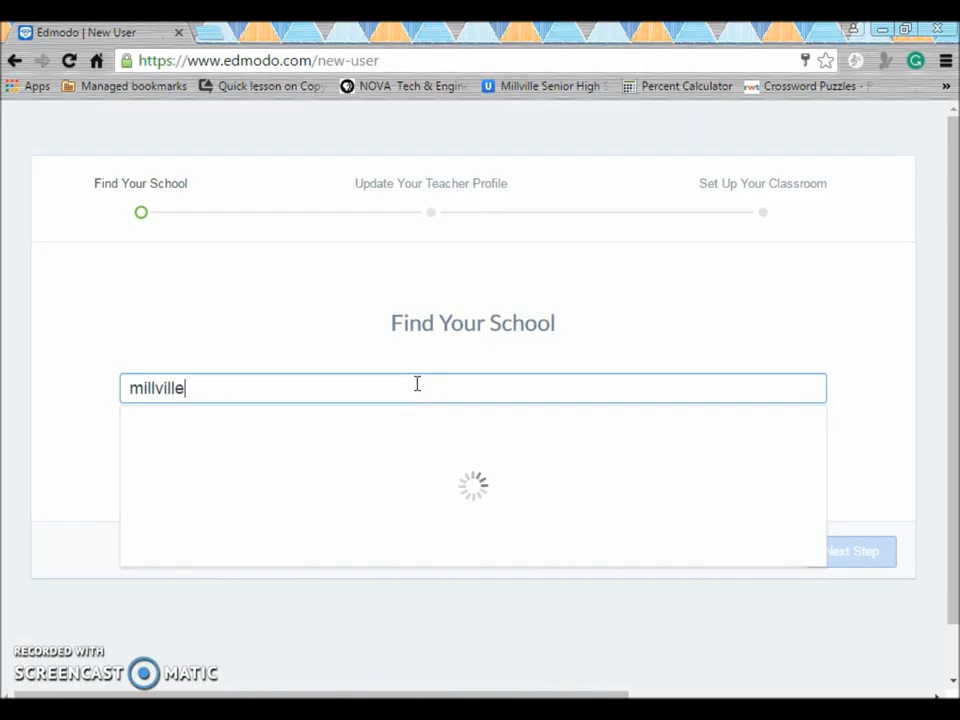 Edmodo | New User
https://www.edmodo.com/new-user
Apps Managed bookmarks Quick lesson on Copy NOVA Tech & Engine Millville Senior High S Percent Calculator rwt Crossword Puzzles - »
Find Your School Update Your Teacher Profile Set Up Your Classroom
Find Your School
millville
Next Step
RECORDED WITH
SCREENCAST MATIC